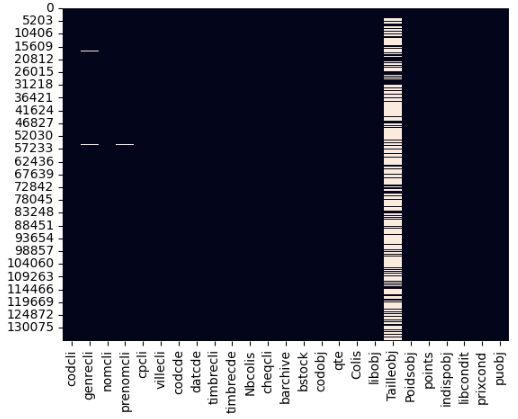 0
5203
10406
15609
20812
26015
31218
36421
41624
46827
52030
57233
62436
67639
72842
78045
83248
88451
93654
98857
104060
109263
114466
119669
124872
130075
codcli
genrecli
nomcli
prenomcli
cpcli
villecli
codcde
datcde
timbrecli
timbrecde
Nbcolis
cheqcli
barchive
bstock
codobj
qte
Colis
libobj
Tailleobj
Poidsobj
points
indispobj
libcondit
prixcond
puobj